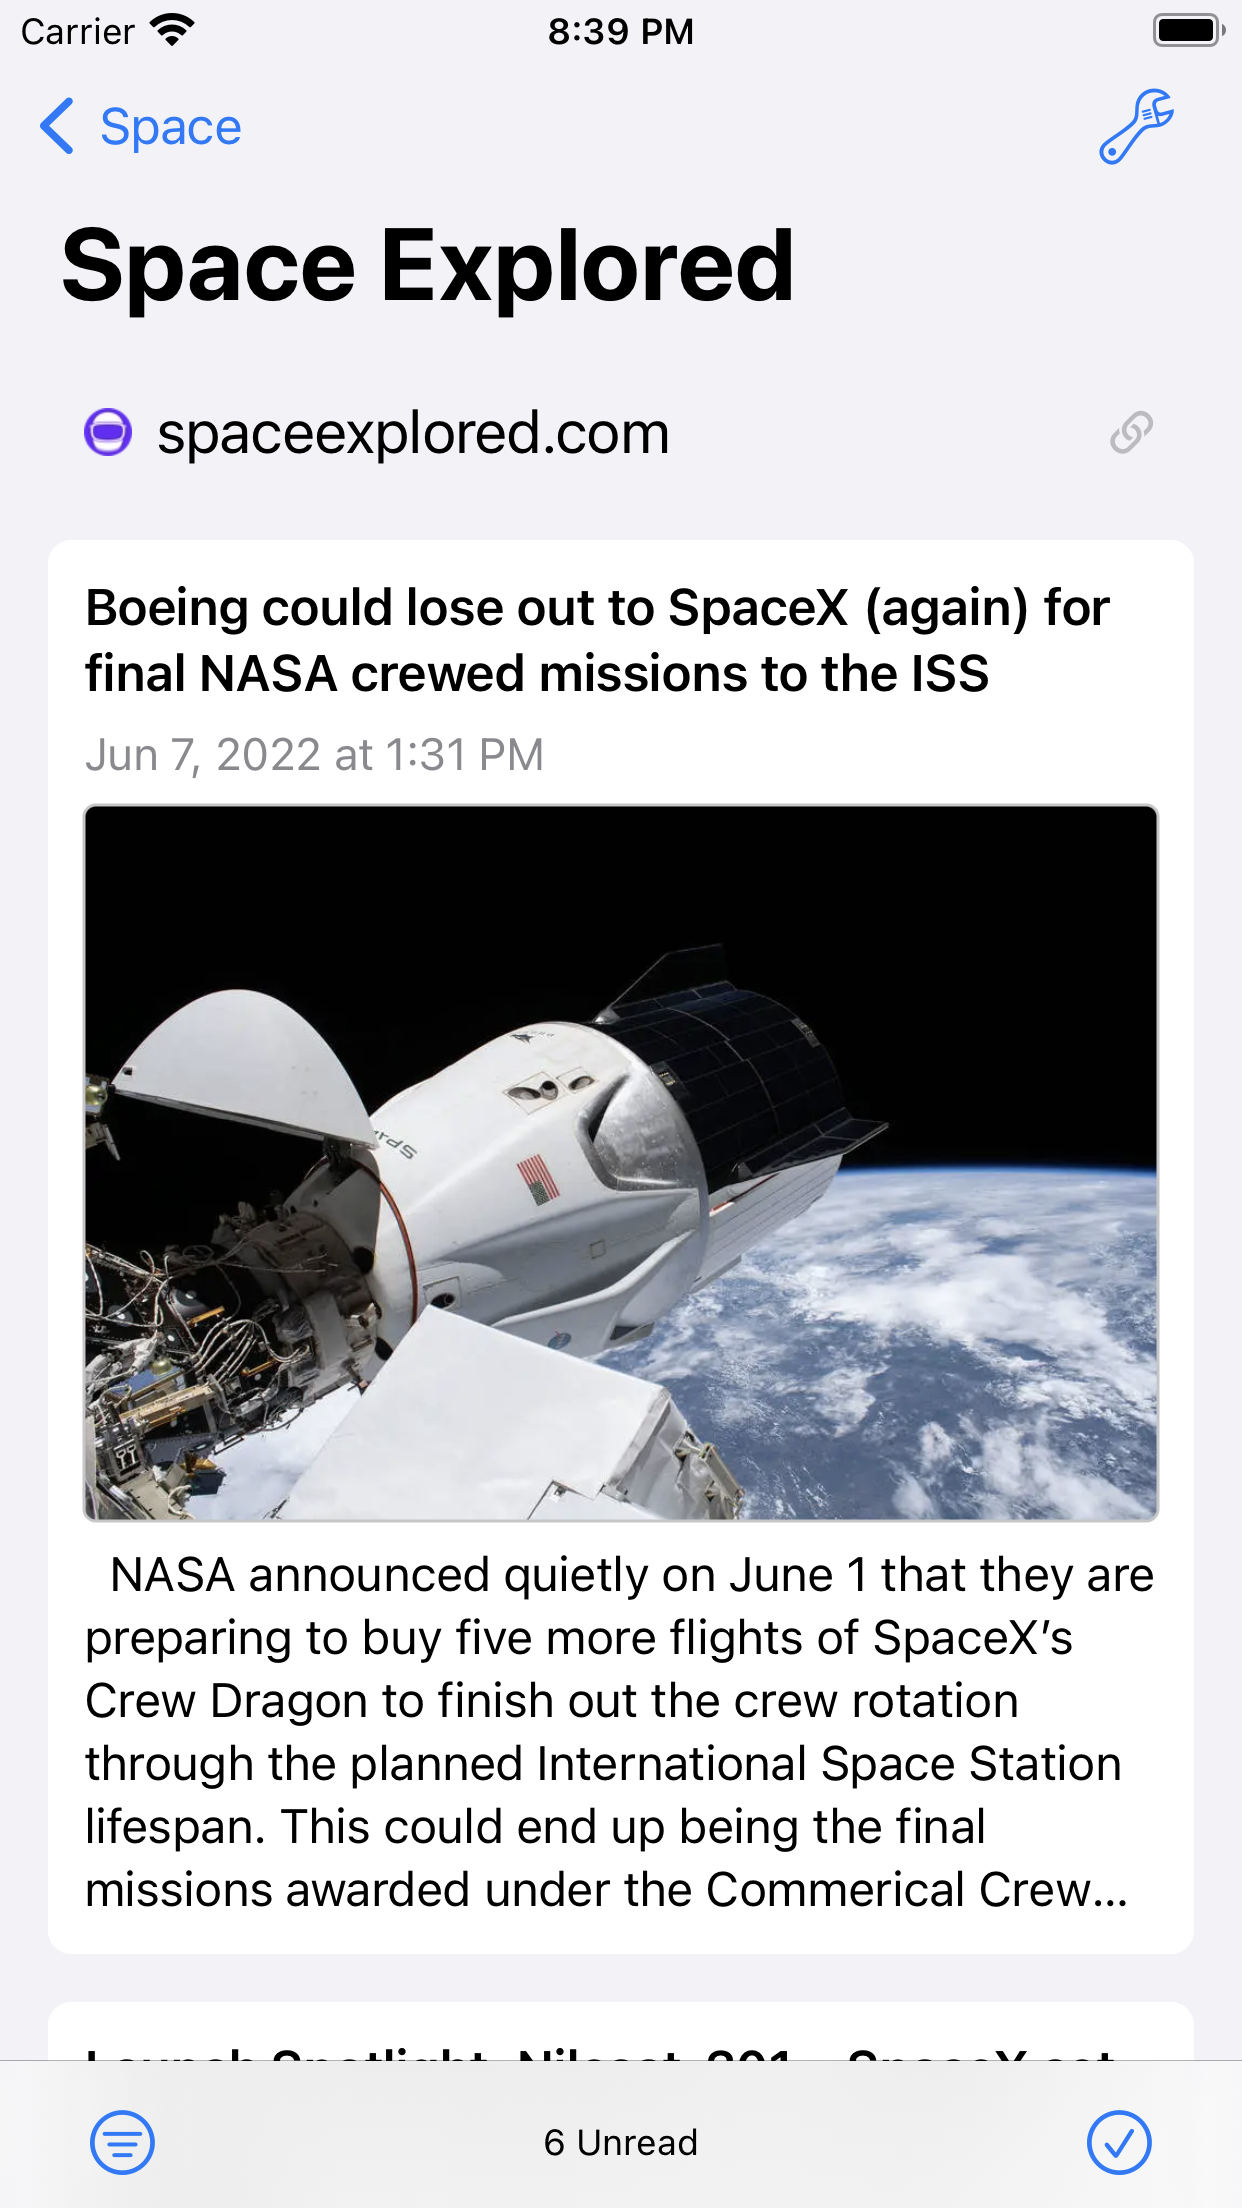 Carrier 8:39 PM
Space
Space Explored
spaceexplored.com
Boeing could lose out to SpaceX (again) for
final NASA crewed missions to the ISS
Jun 7, 2022 at 1:31 PM
NASA announced quietly on June 1 that they are
preparing to buy five more flights of SpaceX’s
Crew Dragon to finish out the crew rotation
through the planned International Space Station
lifespan. This could end up being the final
missions awarded under the Commerical Crew...
Launch Spotlight
6 Unread